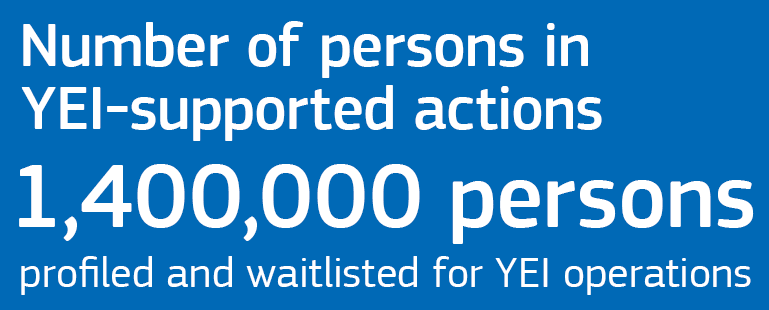 Number of persons in
YEI-supported actions
1,400,000 persons
profiled and waitlisted for YEI operations